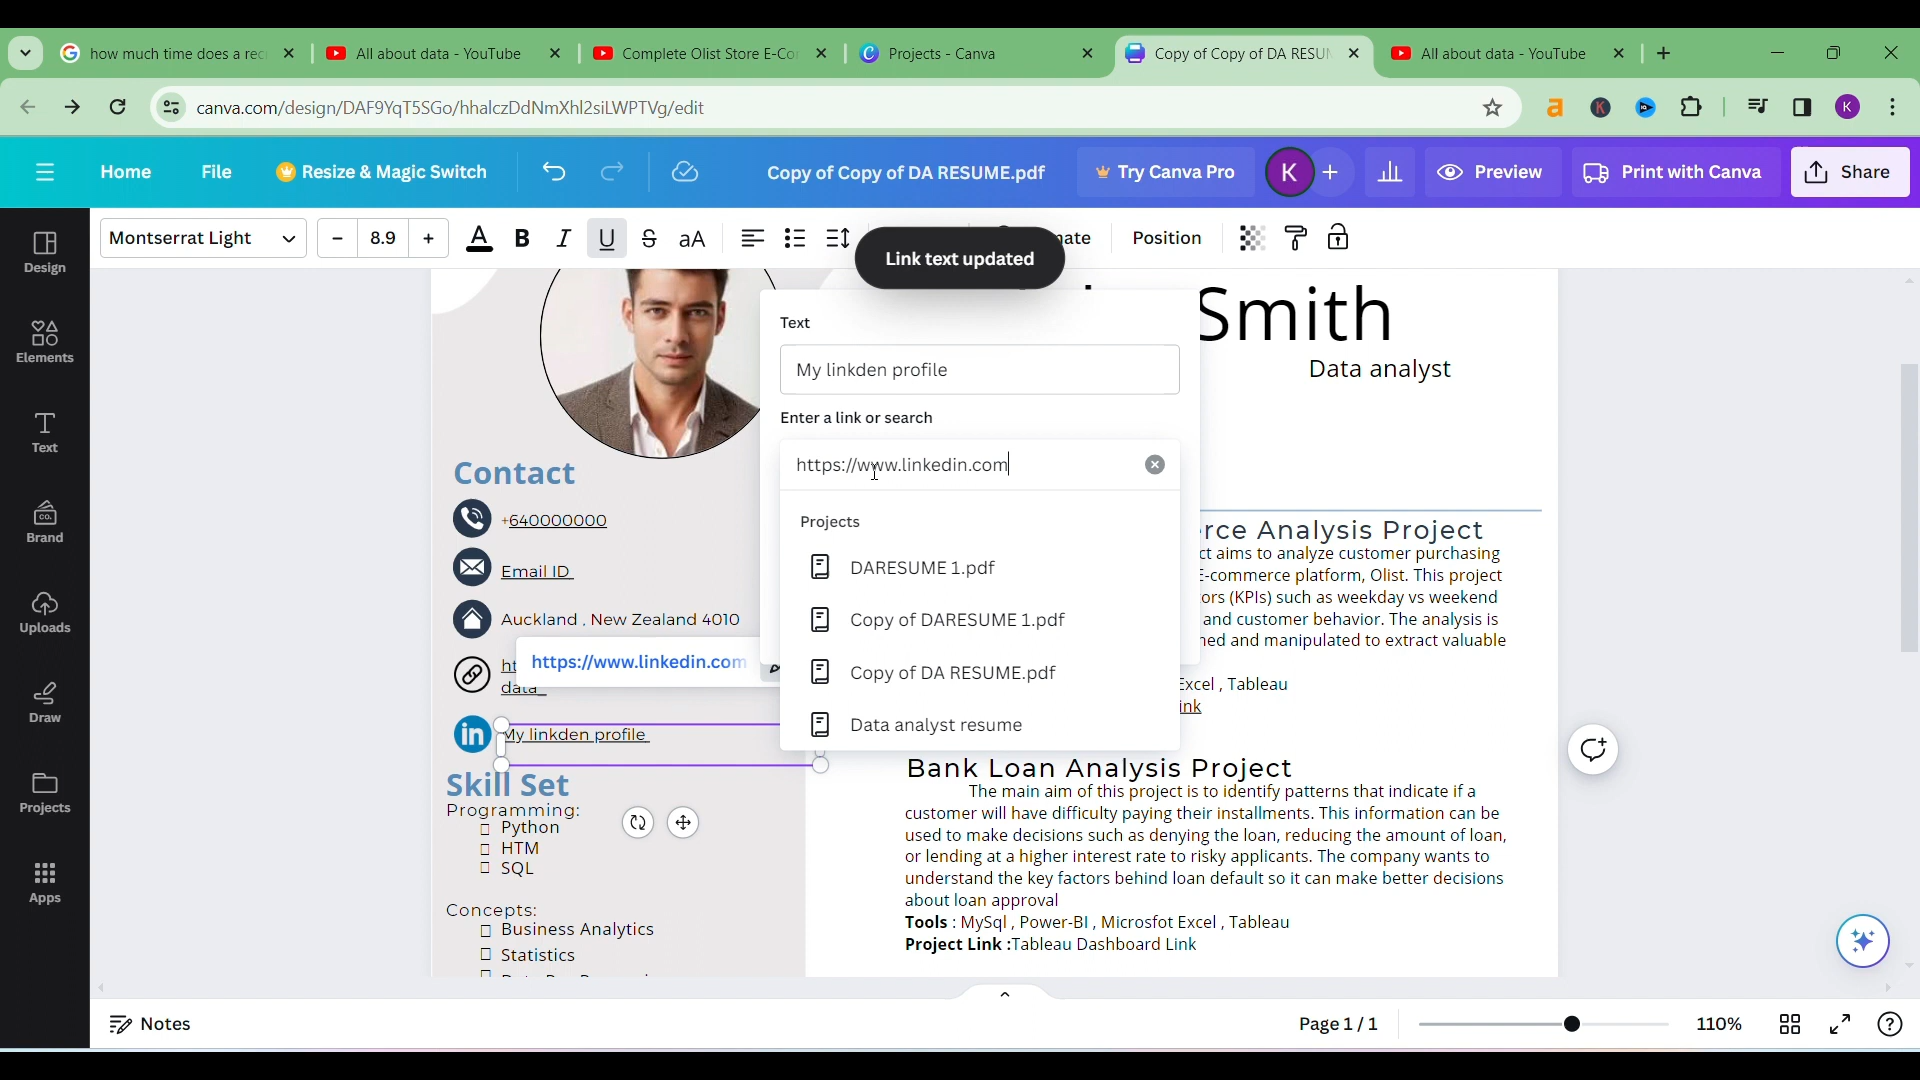 how much time does a rec
All about data - YouTube
Complete Olist Store E-Co
Projects - Canva
Copy of Copy of DA RESUM
All about data - YouTube
canva.com/design/DAF9YqT5SGo/hhalczDdNmXhl2siLWPTVg/edit
a
K
K
Home
File
Resize & Magic Switch
Copy of Copy of DA RESUME.pdf
Try Canva Pro
K
Preview
Print with Canva
Share
Montserrat Light
8.9
A
B
I
U
S
aA
Position
Link text updated
Design
Elements
Text
Brand
Uploads
Draw
Projects
Apps
Smith
Data analyst
Text
My linkden profile
Enter a link or search
https://www.linkedin.com
Projects
DARESUME 1.pdf
Copy of DARESUME 1.pdf
Copy of DA RESUME.pdf
Data analyst resume
Contact
+640000000
Email ID
Auckland , New Zealand 4010
https://www.linkedin.com
data_
in My linkden profile
Skill Set
Programming:
Python
HTM
SQL
Concepts:
Business Analytics
Statistics
Analysis Project
aims to analyze customer purchasing
E-commerce platform, Olist. This project
(KPIs) such as weekday vs weekend
and customer behavior. The analysis is
and manipulated to extract valuable
Excel , Tableau
Bank Loan Analysis Project
The main aim of this project is to identify patterns that indicate if a
customer will have difficulty paying their installments. This information can be
used to make decisions such as denying the loan, reducing the amount of loan,
or lending at a higher interest rate to risky applicants. The company wants to
understand the key factors behind loan default so it can make better decisions
about loan approval
Tools : MySql , Power-BI , Microsfot Excel , Tableau
Project Link :Tableau Dashboard Link
Notes
Page 1 / 1
110%